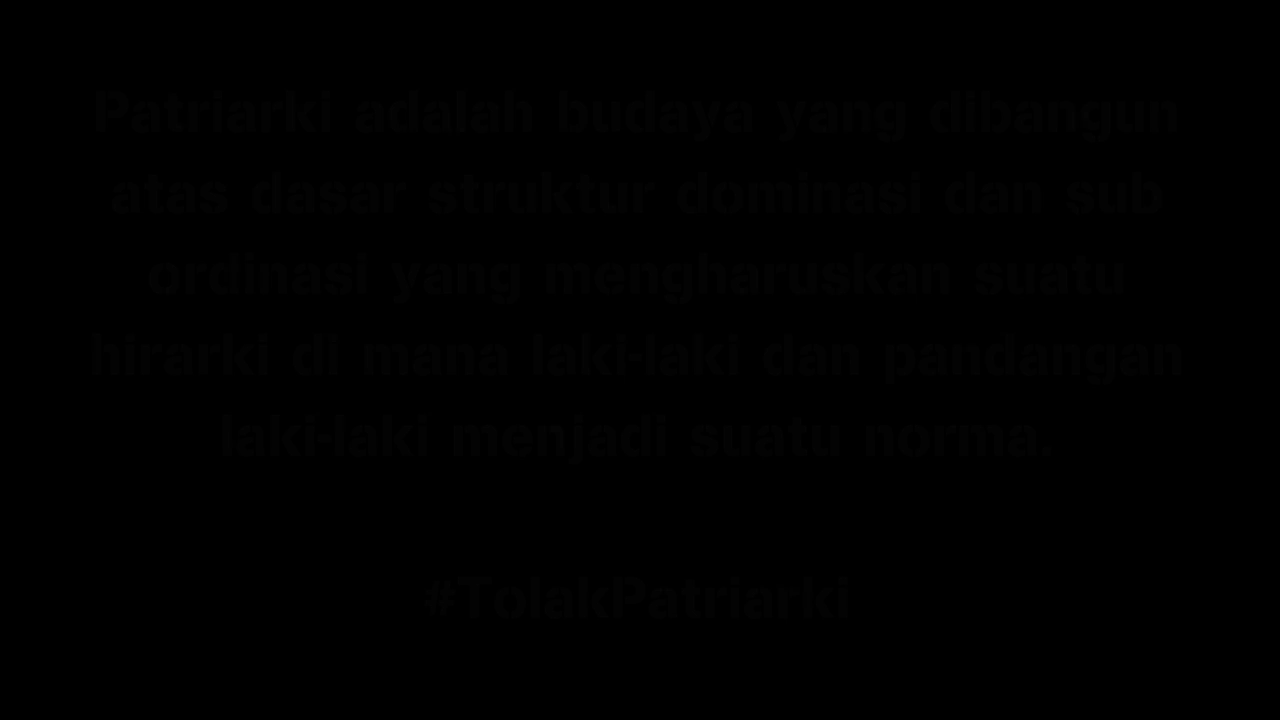 Patriarki adalah budaya yang dibangun
atas dasar struktur dominasi dan sub
ordinasi yang mengharuskan suatu
hirarki di mana laki-laki dan pandangan
laki-laki menjadi suatu norma.
#TolakPatriarki